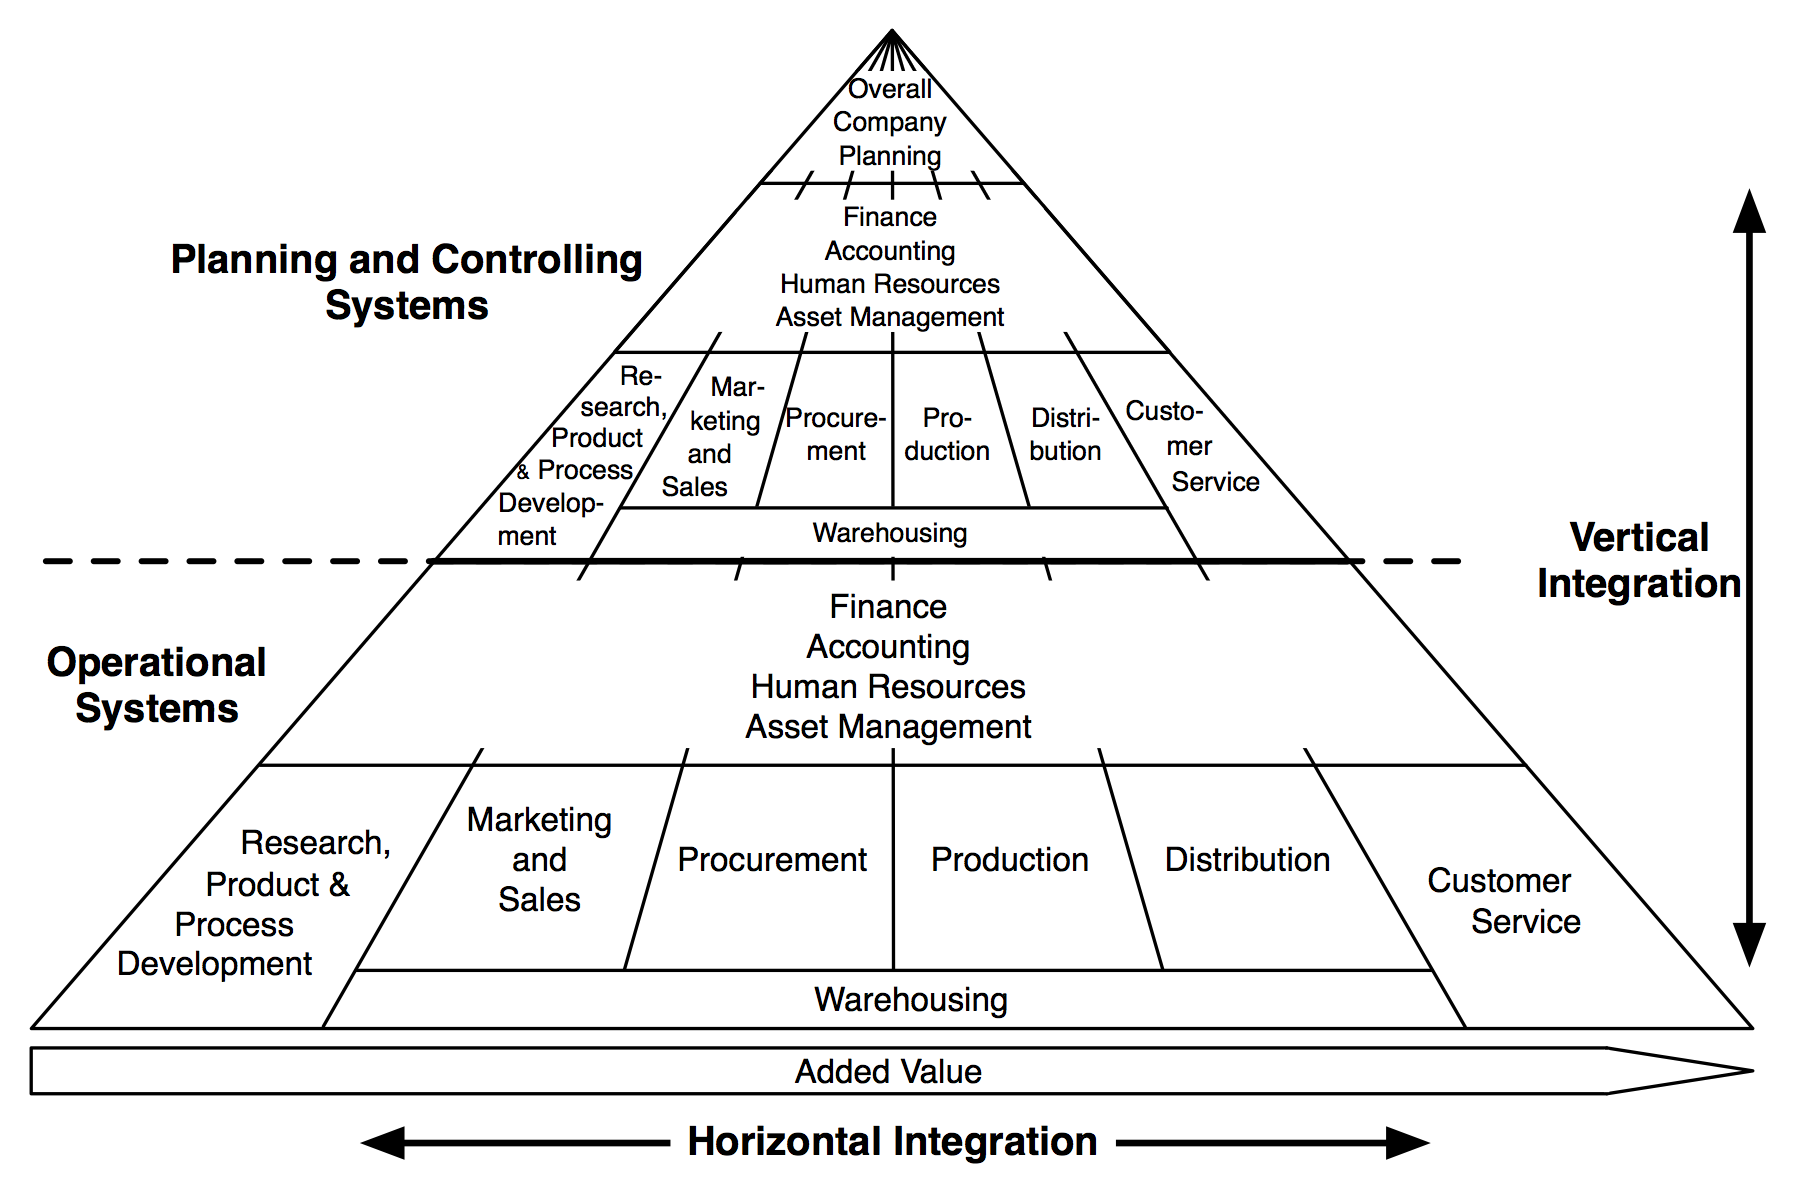 Overall
Company
Planning
Finance
Accounting
Human Resources
Asset Management
Planning and Controlling
Systems
Re-
search,
Product
& Process
Develop-
ment
Mar-
keting
and
Sales
Procure-
ment
Pro-
duction
Distri-
bution
Custo-
mer
Service
Warehousing
Vertical
Integration
Operational
Systems
Finance
Accounting
Human Resources
Asset Management
Research,
Product &
Process
Development
Marketing
and
Sales
Procurement
Production
Distribution
Customer
Service
Warehousing
Added Value
Horizontal Integration